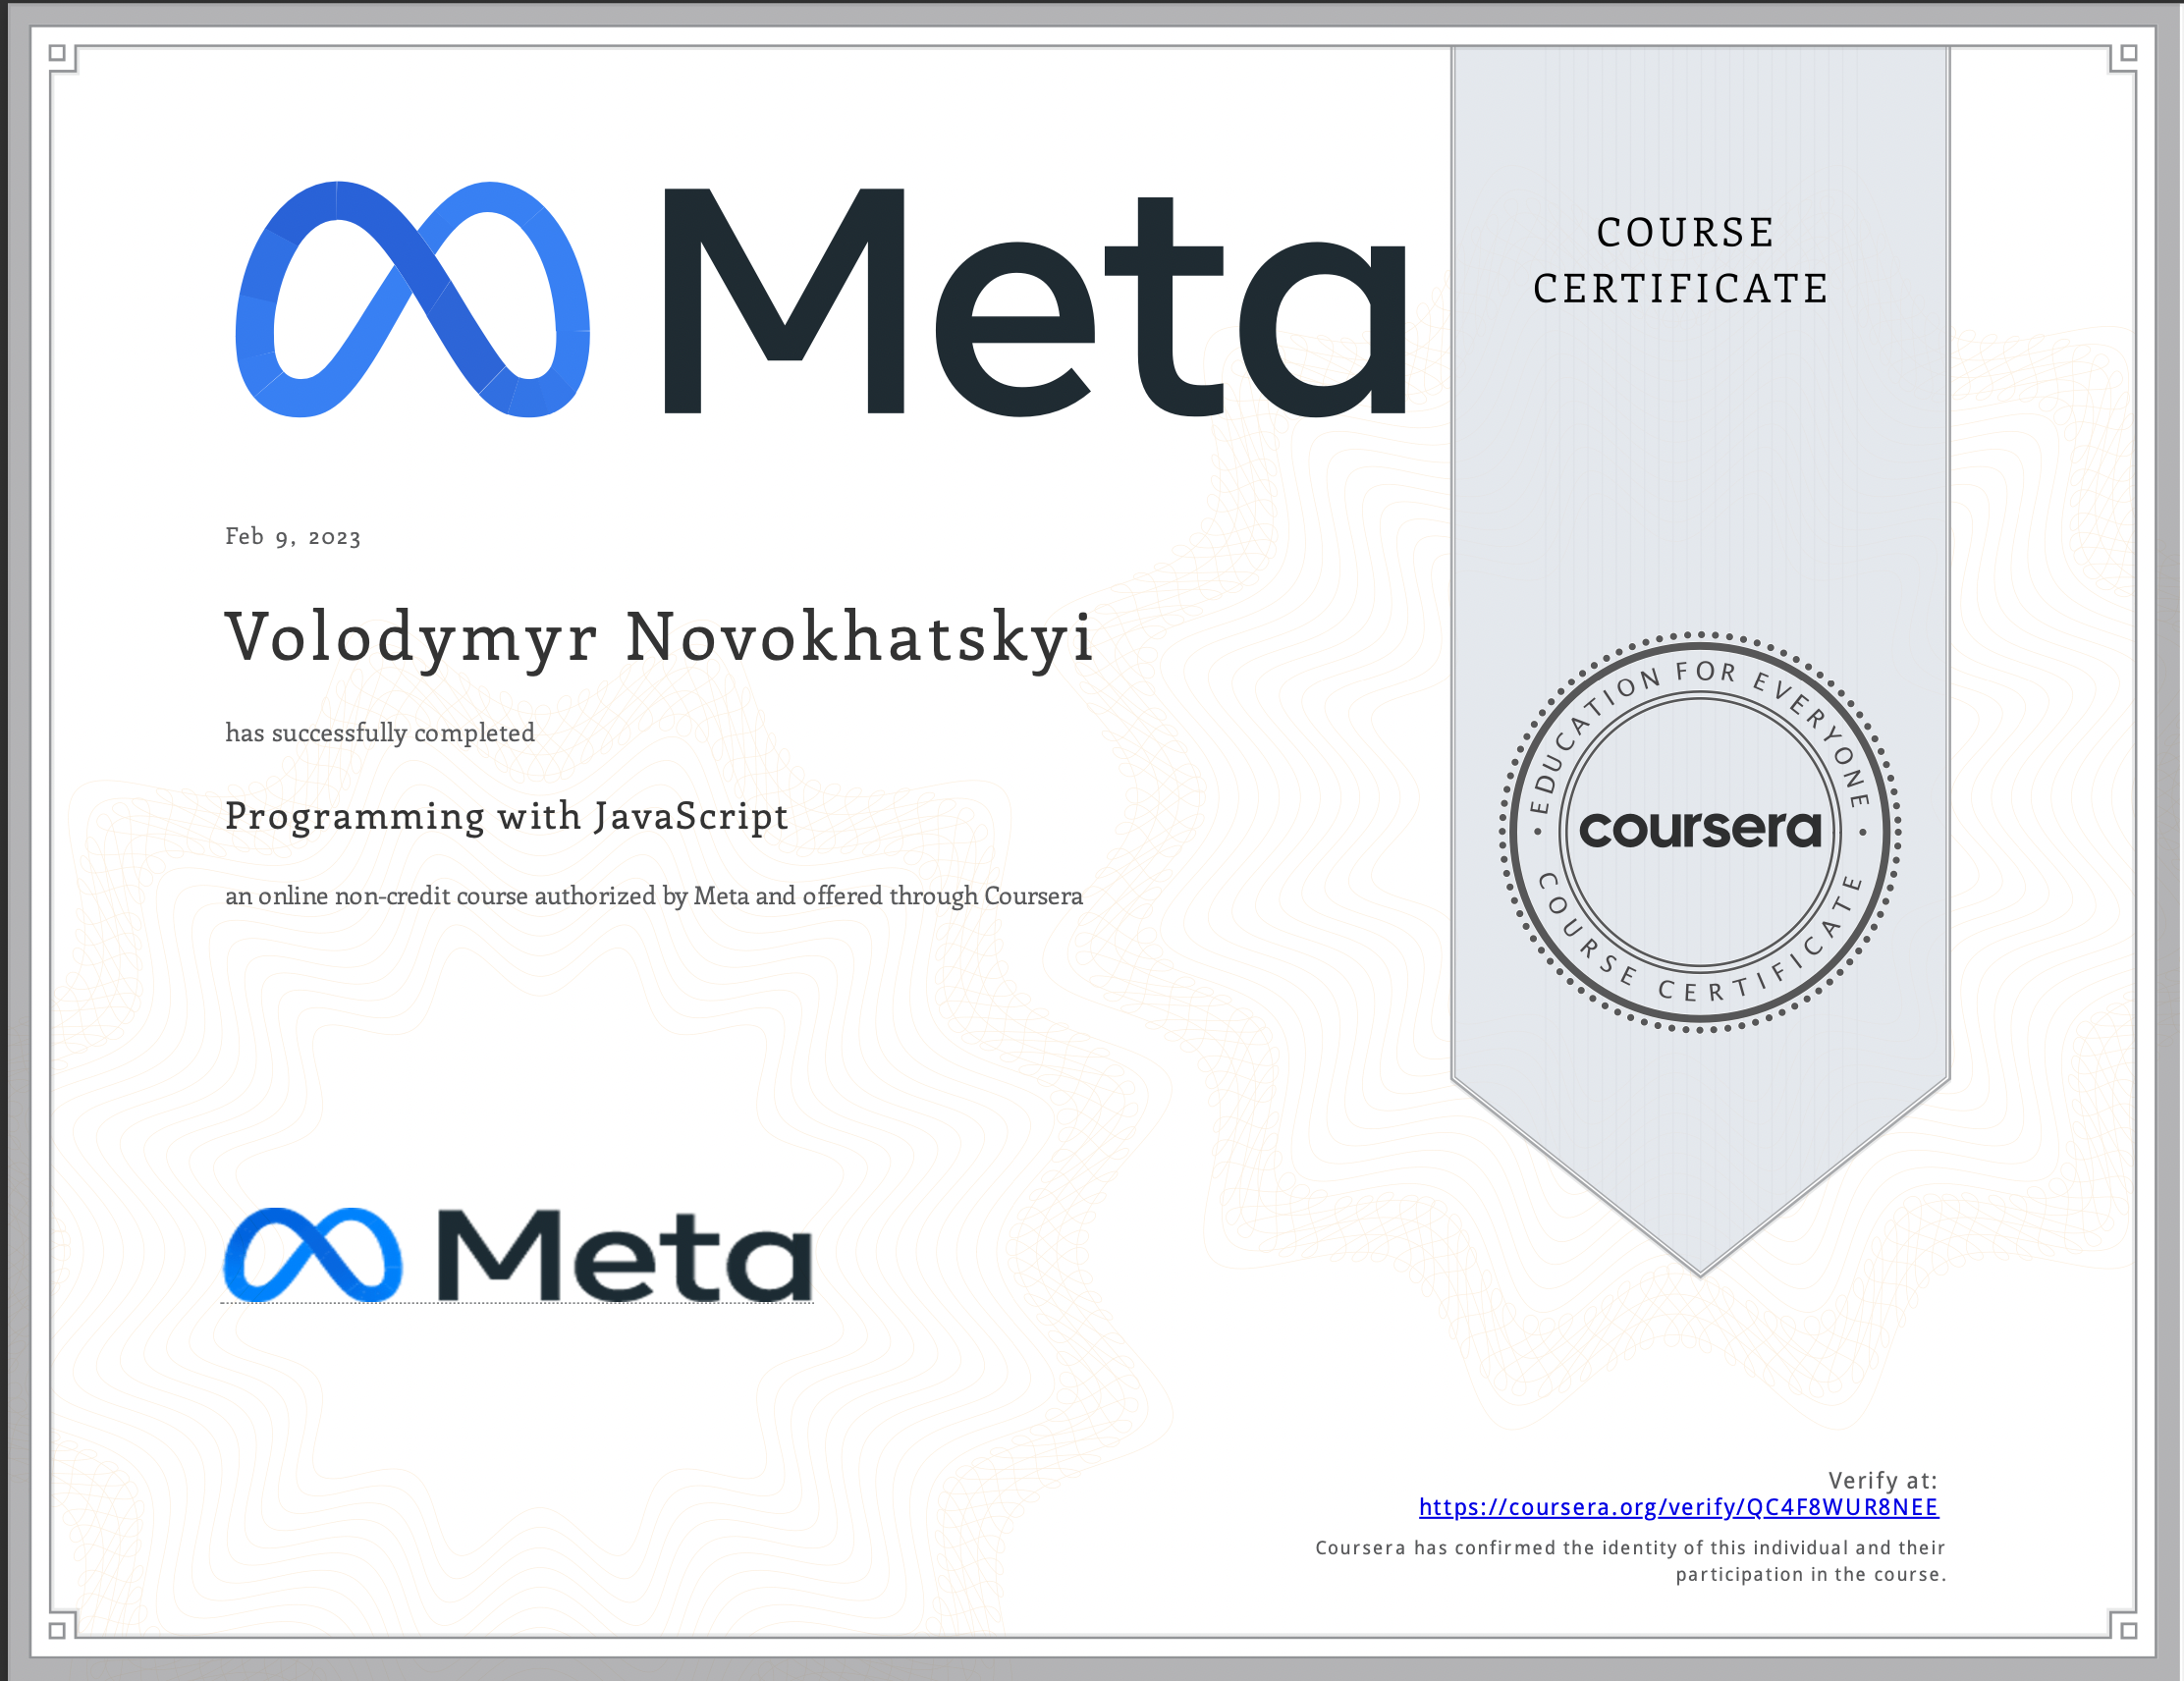 Meta
COURSE
CERTIFICATE
Feb 9, 2023
Volodymyr Novokhatskyi
has successfully completed
Programming with JavaScript
an online non-credit course authorized by Meta and offered through Coursera
EDUCATION FOR EVERYONE
coursera
COURSE CERTIFICATE
Meta
Verify at:
https://coursera.org/verify/QC4F8WUR8NEE
Coursera has confirmed the identity of this individual and their
participation in the course.